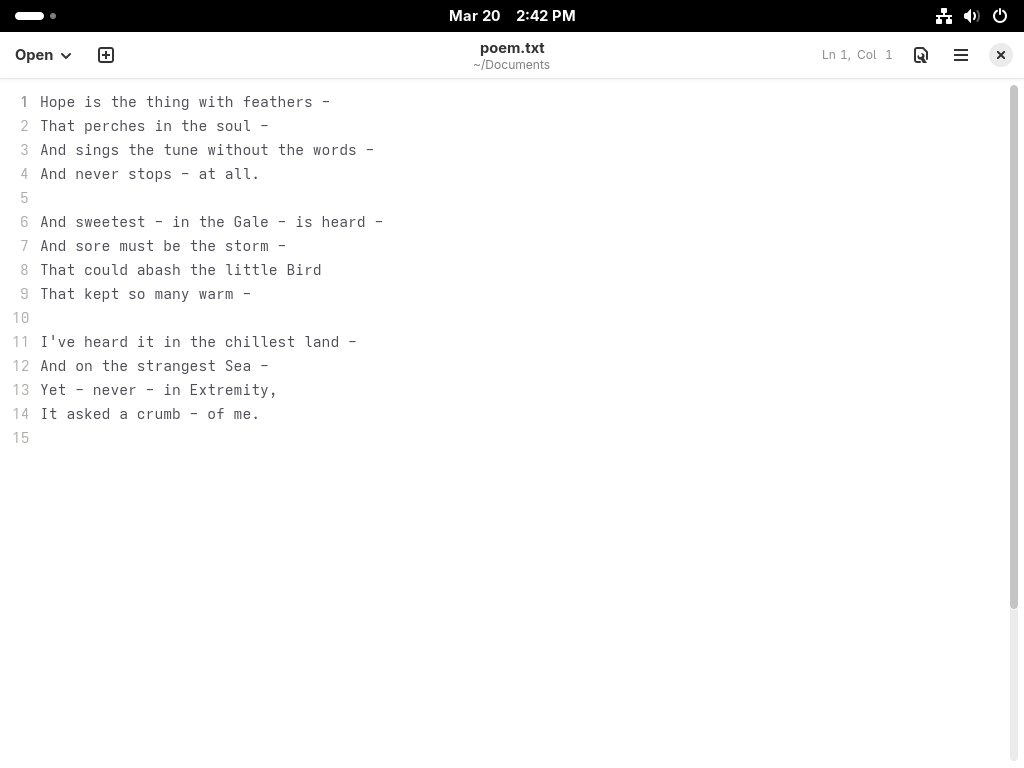 Mar 20 2:42 PM
Open
poem.txt
~/Documents
Ln 1, Col 1
1 Hope is the thing with feathers –
2 That perches in the soul –
3 And sings the tune without the words –
4 And never stops – at all.
5
6 And sweetest – in the Gale – is heard –
7 And sore must be the storm –
8 That could abash the little Bird
9 That kept so many warm –
10
11 I've heard it in the chillest land –
12 And on the strangest Sea –
13 Yet – never – in Extremity,
14 It asked a crumb – of me.
15